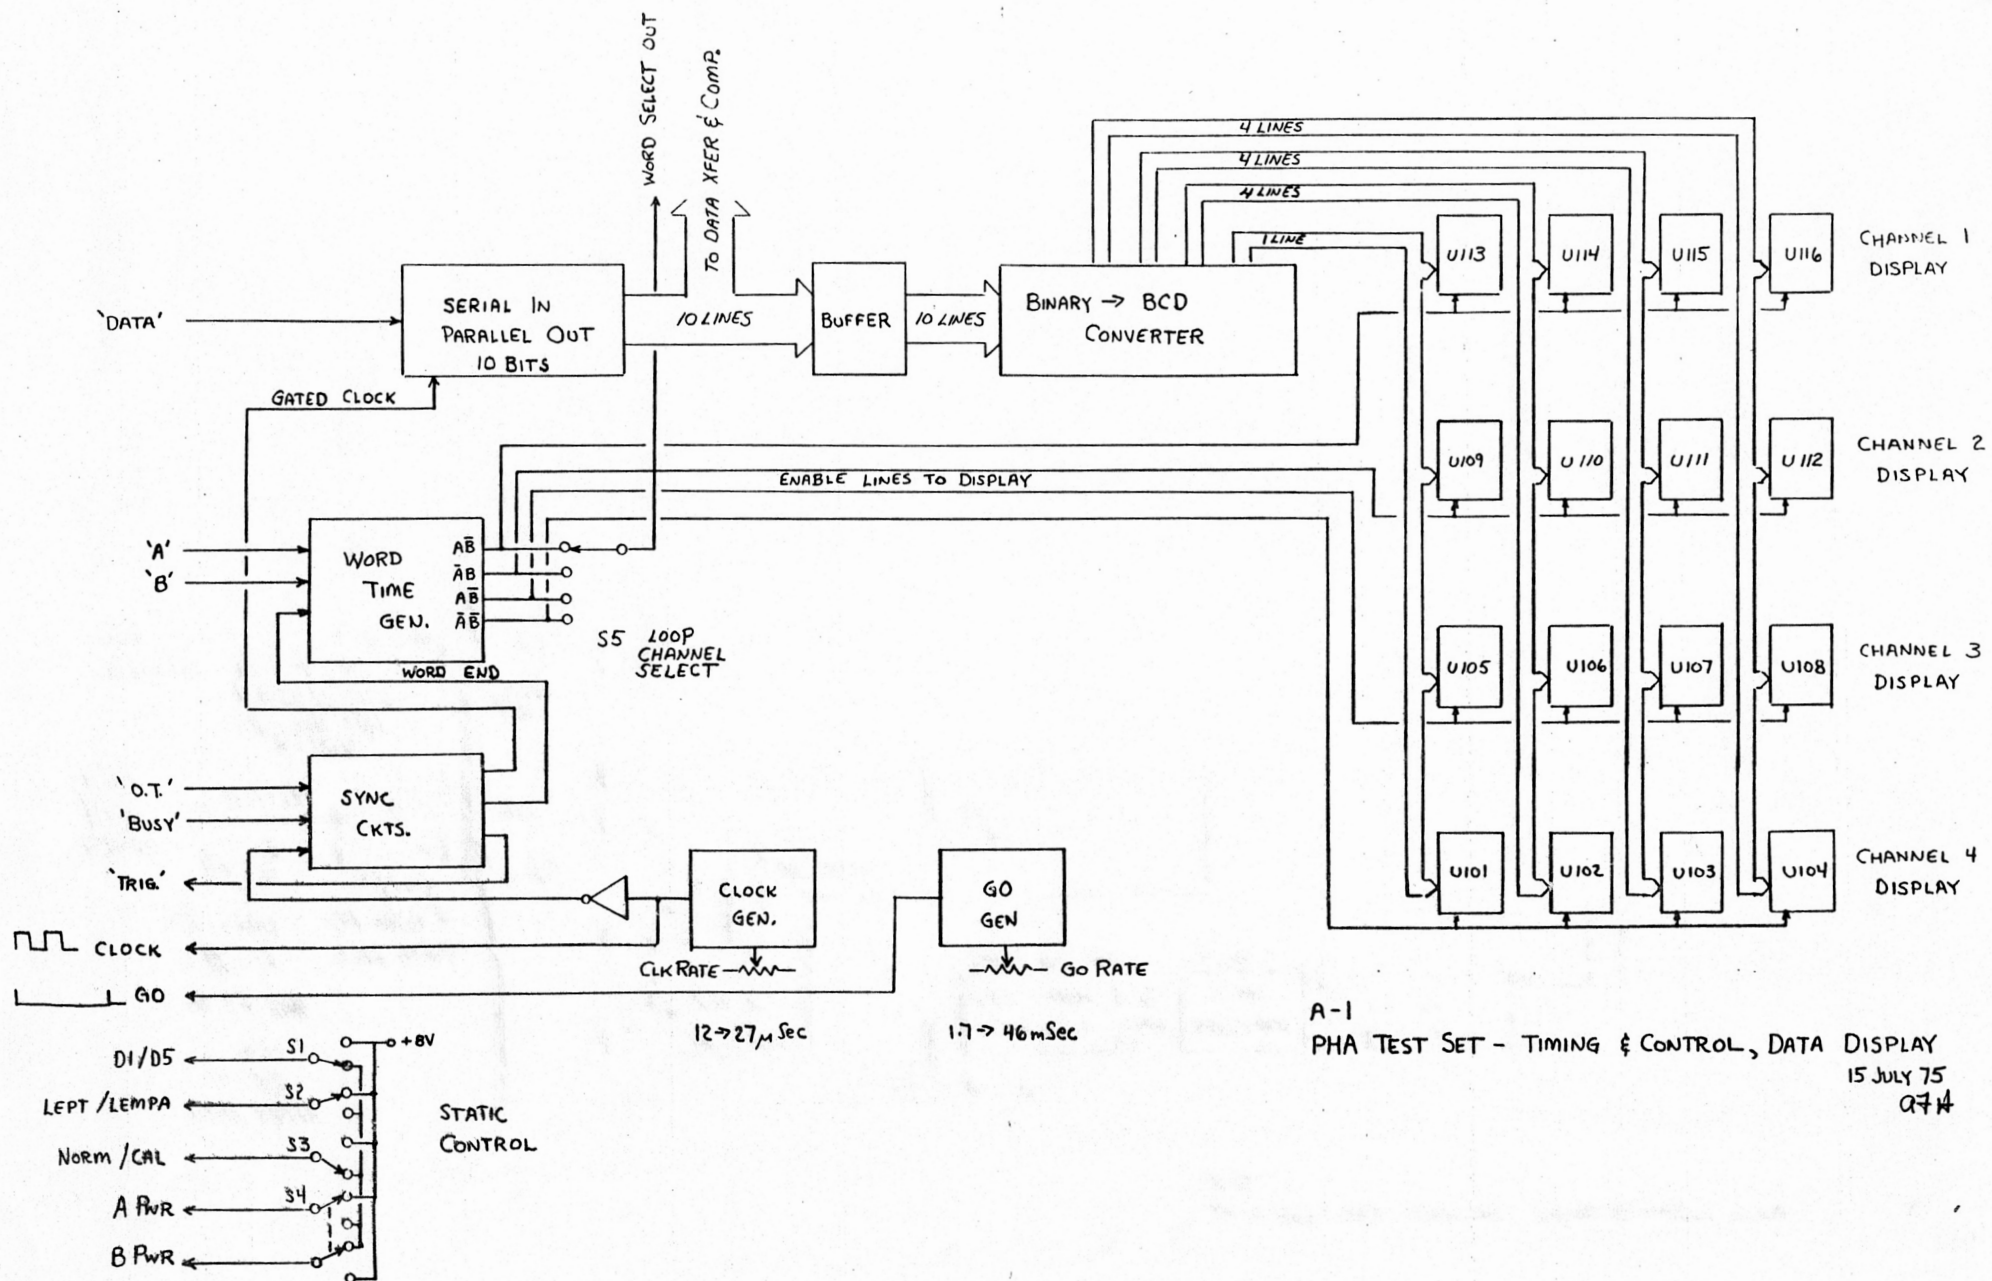 WORD SELECT OUT
TO DATA XFER & COMP.
4 LINES
4 LINES
4 LINES
1 LINE
'DATA'
SERIAL IN
PARALLEL OUT
10 BITS
10 LINES
BUFFER
10 LINES
BINARY → BCD
CONVERTER
U113
U114
U115
U116
CHANNEL 1
DISPLAY
GATED CLOCK
ENABLE LINES TO DISPLAY
U109
U110
U111
U112
CHANNEL 2
DISPLAY
'A'
'B'
WORD
TIME
GEN.
AB̅
A̅B
AB̅
A̅B̅
S5 LOOP
CHANNEL
SELECT
WORD END
U105
U106
U107
U108
CHANNEL 3
DISPLAY
'O.T.'
'BUSY'
'TRIG.'
SYNC
CKTS.
CLOCK
GEN.
GO
GEN
U101
U102
U103
U104
CHANNEL 4
DISPLAY
CLOCK
GO
CLK RATE
GO RATE
12→27μSec
1.7→46mSec
D1/D5
S1
+8V
LEPT/LEMPA
S2
NORM/CAL
S3
A PWR
S4
B PWR
STATIC
CONTROL
A-1
PHA TEST SET - TIMING & CONTROL, DATA DISPLAY
15 JULY 75